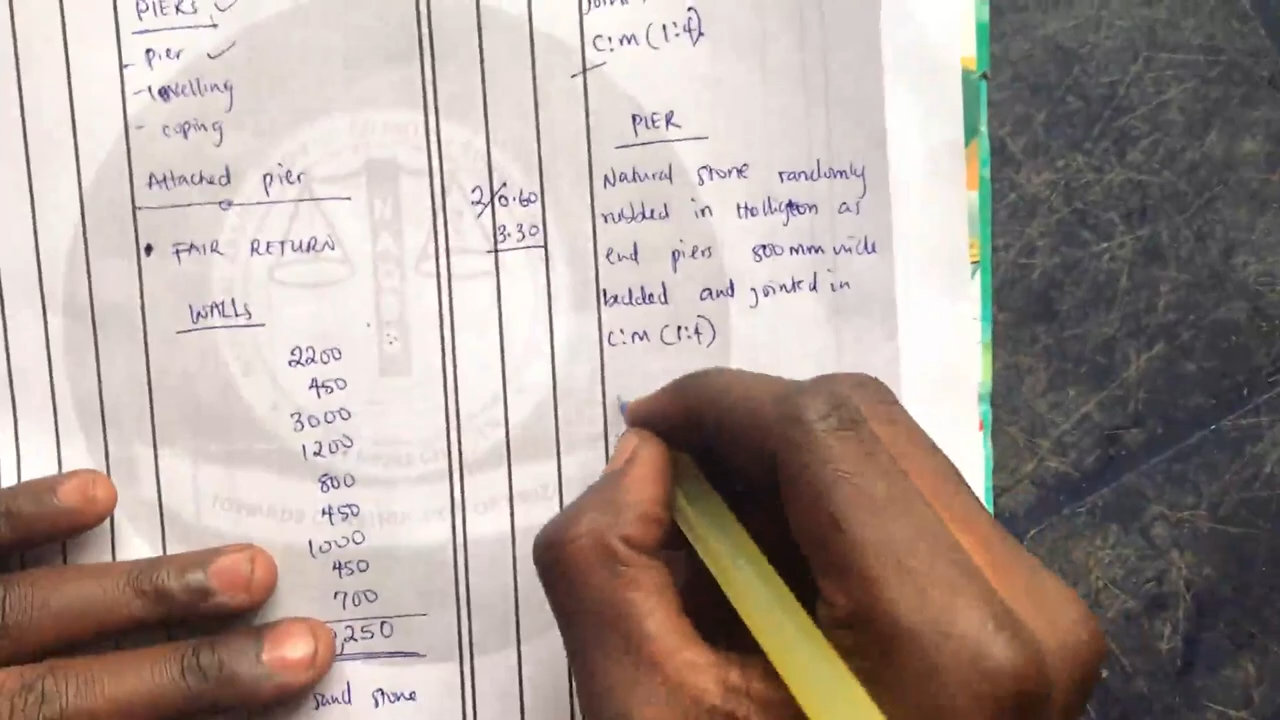 PIERS
- pier
- levelling
- coping
Attached pier
• FAIR RETURN
WALLS
2200
450
3000
1200
800
450
1000
450
700
,250
sand stone
2/0.60
3.30
C:M (1:4)
PIER
Natural stone randomly
rubbed in Hollington as
end piers 800mm wide
bedded and jointed in
C:M (1:4)